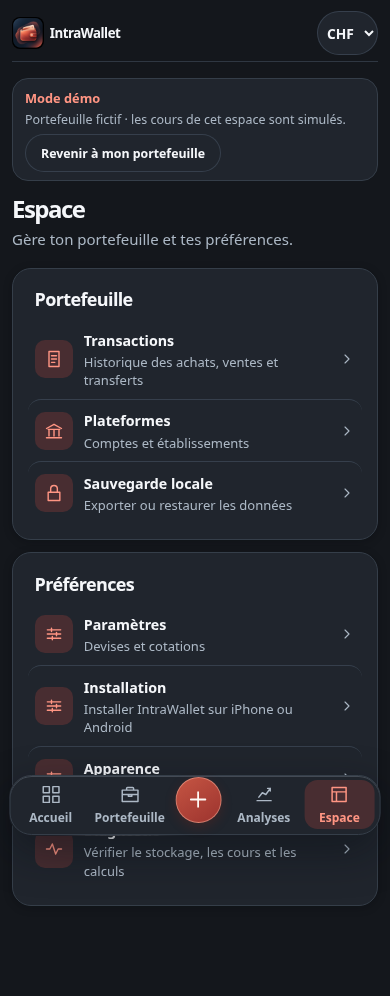 IntraWallet
CHF
Mode démo
Portefeuille fictif · les cours de cet espace sont simulés.
Revenir à mon portefeuille
Espace
Gère ton portefeuille et tes préférences.
Portefeuille
Transactions
Historique des achats, ventes et
transferts
Plateformes
Comptes et établissements
Sauvegarde locale
Exporter ou restaurer les données
Préférences
Paramètres
Devises et cotations
Installation
Installer IntraWallet sur iPhone ou
Android
Apparence
Accueil
Portefeuille
Analyses
Espace
Vérifier le stockage, les cours et les
calculs